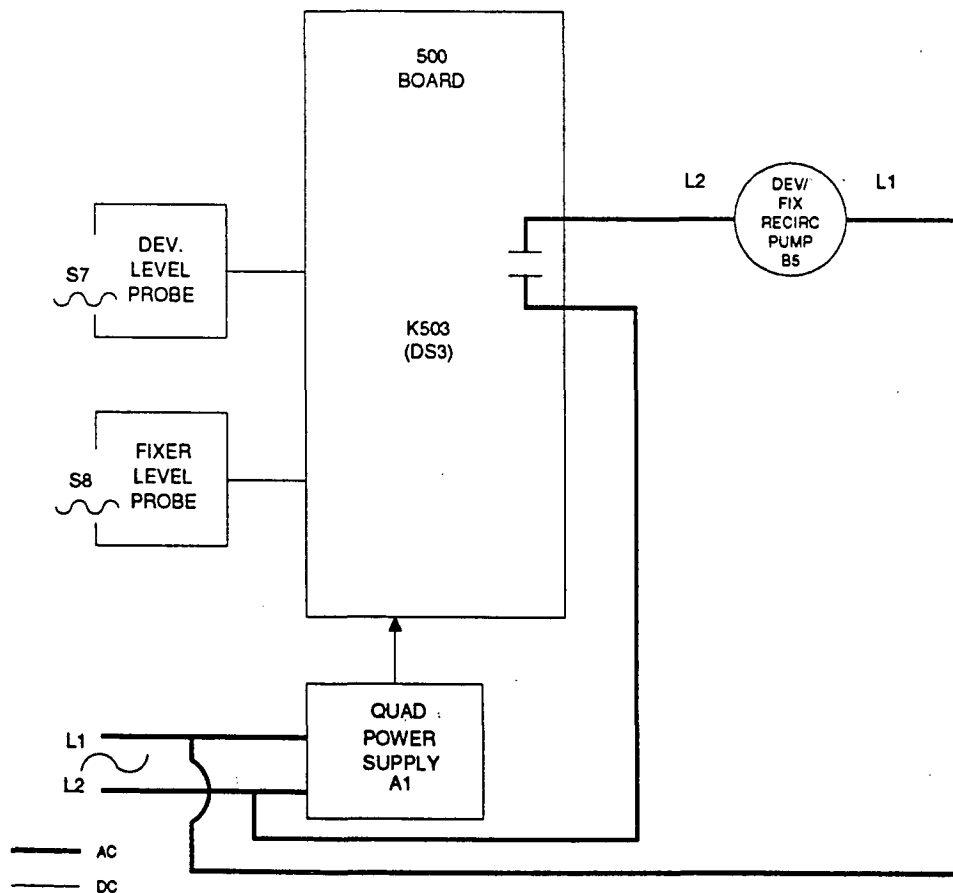 500
BOARD
L2
DEV/
FIX
RECIRC
PUMP
B5
L1
DEV.
LEVEL
PROBE
S7
K503
(DS3)
FIXER
LEVEL
PROBE
S8
QUAD
POWER
SUPPLY
A1
L1
L2
AC
DC